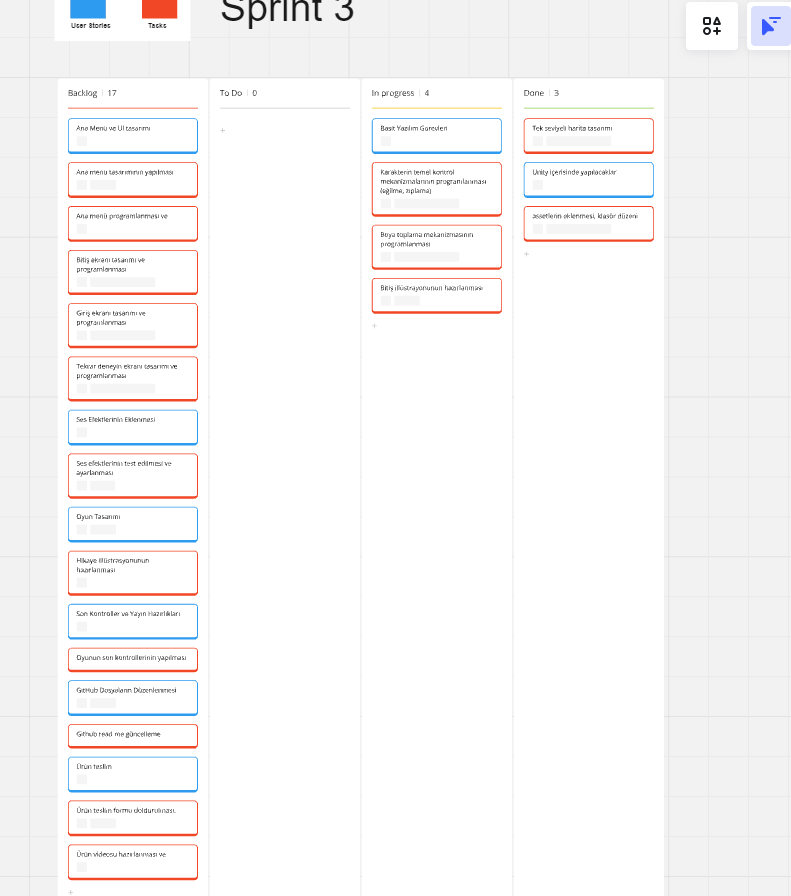 Sprint 3
User Stories
Tasks
Backlog 17
Ana Menü ve UI tasarımı
Ana menü tasarımının yapılması
Ana menü programlanması ve
Bitiş ekranı tasarımı ve
programlanması
Giriş ekranı tasarımı ve
programlanması
Tekrar deneyin ekranı tasarımı ve
programlanması
Ses Efektlerinin Eklenmesi
Ses efektlerinin test edilmesi ve
ayarlanması
Oyun Tasarımı
Hikaye illüstrasyonunun
hazırlanması
Son Kontroller ve Yayın Hazırlıkları
Oyunun son kontrollerinin yapılması
GitHub Dosyaların Düzenlenmesi
Github read me güncelleme
Ürün teslim
Ürün teslim formu doldurulması.
Ürün videosu hazırlanması ve
+
To Do 0
+
In progress 4
Basit Yazılım Görevleri
Karakterin temel kontrol
mekanizmalarının programlanması
(eğilme, zıplama)
Boya toplama mekanizmasının
programlanması
Bitiş illüstrasyonunun hazırlanması
+
Done 3
Tek seviyeli harita tasarımı
Unity içerisinde yapılacaklar
assetlerin eklenmesi, klasör düzeni
+